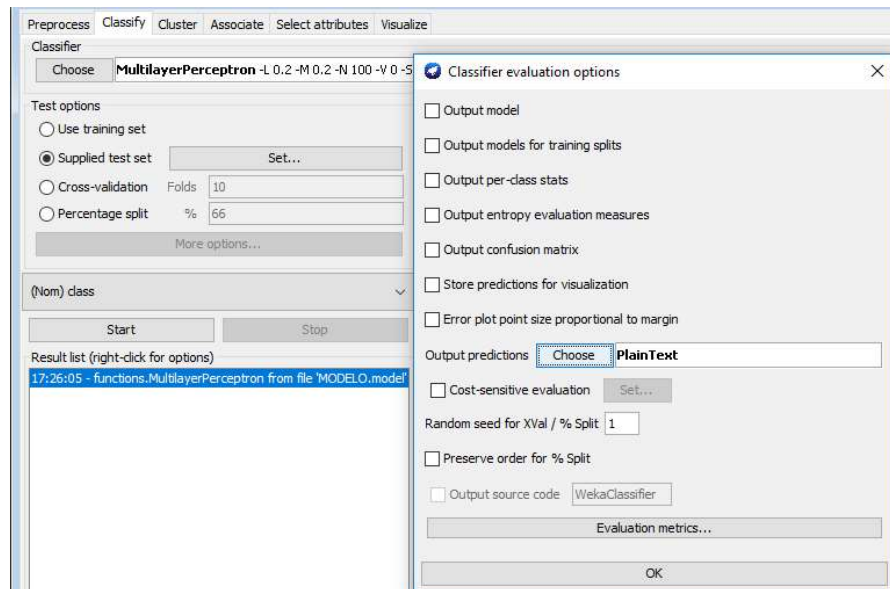 Preprocess Classify Cluster Associate Select attributes Visualize
Classifier
Choose MultilayerPerceptron -L 0.2 -M 0.2 -N 100 -V 0 -S
Test options
Use training set
Supplied test set Set...
Cross-validation Folds 10
Percentage split % 66
More options...
(Nom) class
Start Stop
Result list (right-click for options)
17:26:05 - functions.MultilayerPerceptron from file 'MODELO.model'
Classifier evaluation options
Output model
Output models for training splits
Output per-class stats
Output entropy evaluation measures
Output confusion matrix
Store predictions for visualization
Error plot point size proportional to margin
Output predictions Choose PlainText
Cost-sensitive evaluation Set...
Random seed for XVal / % Split 1
Preserve order for % Split
Output source code WekaClassifier
Evaluation metrics...
OK